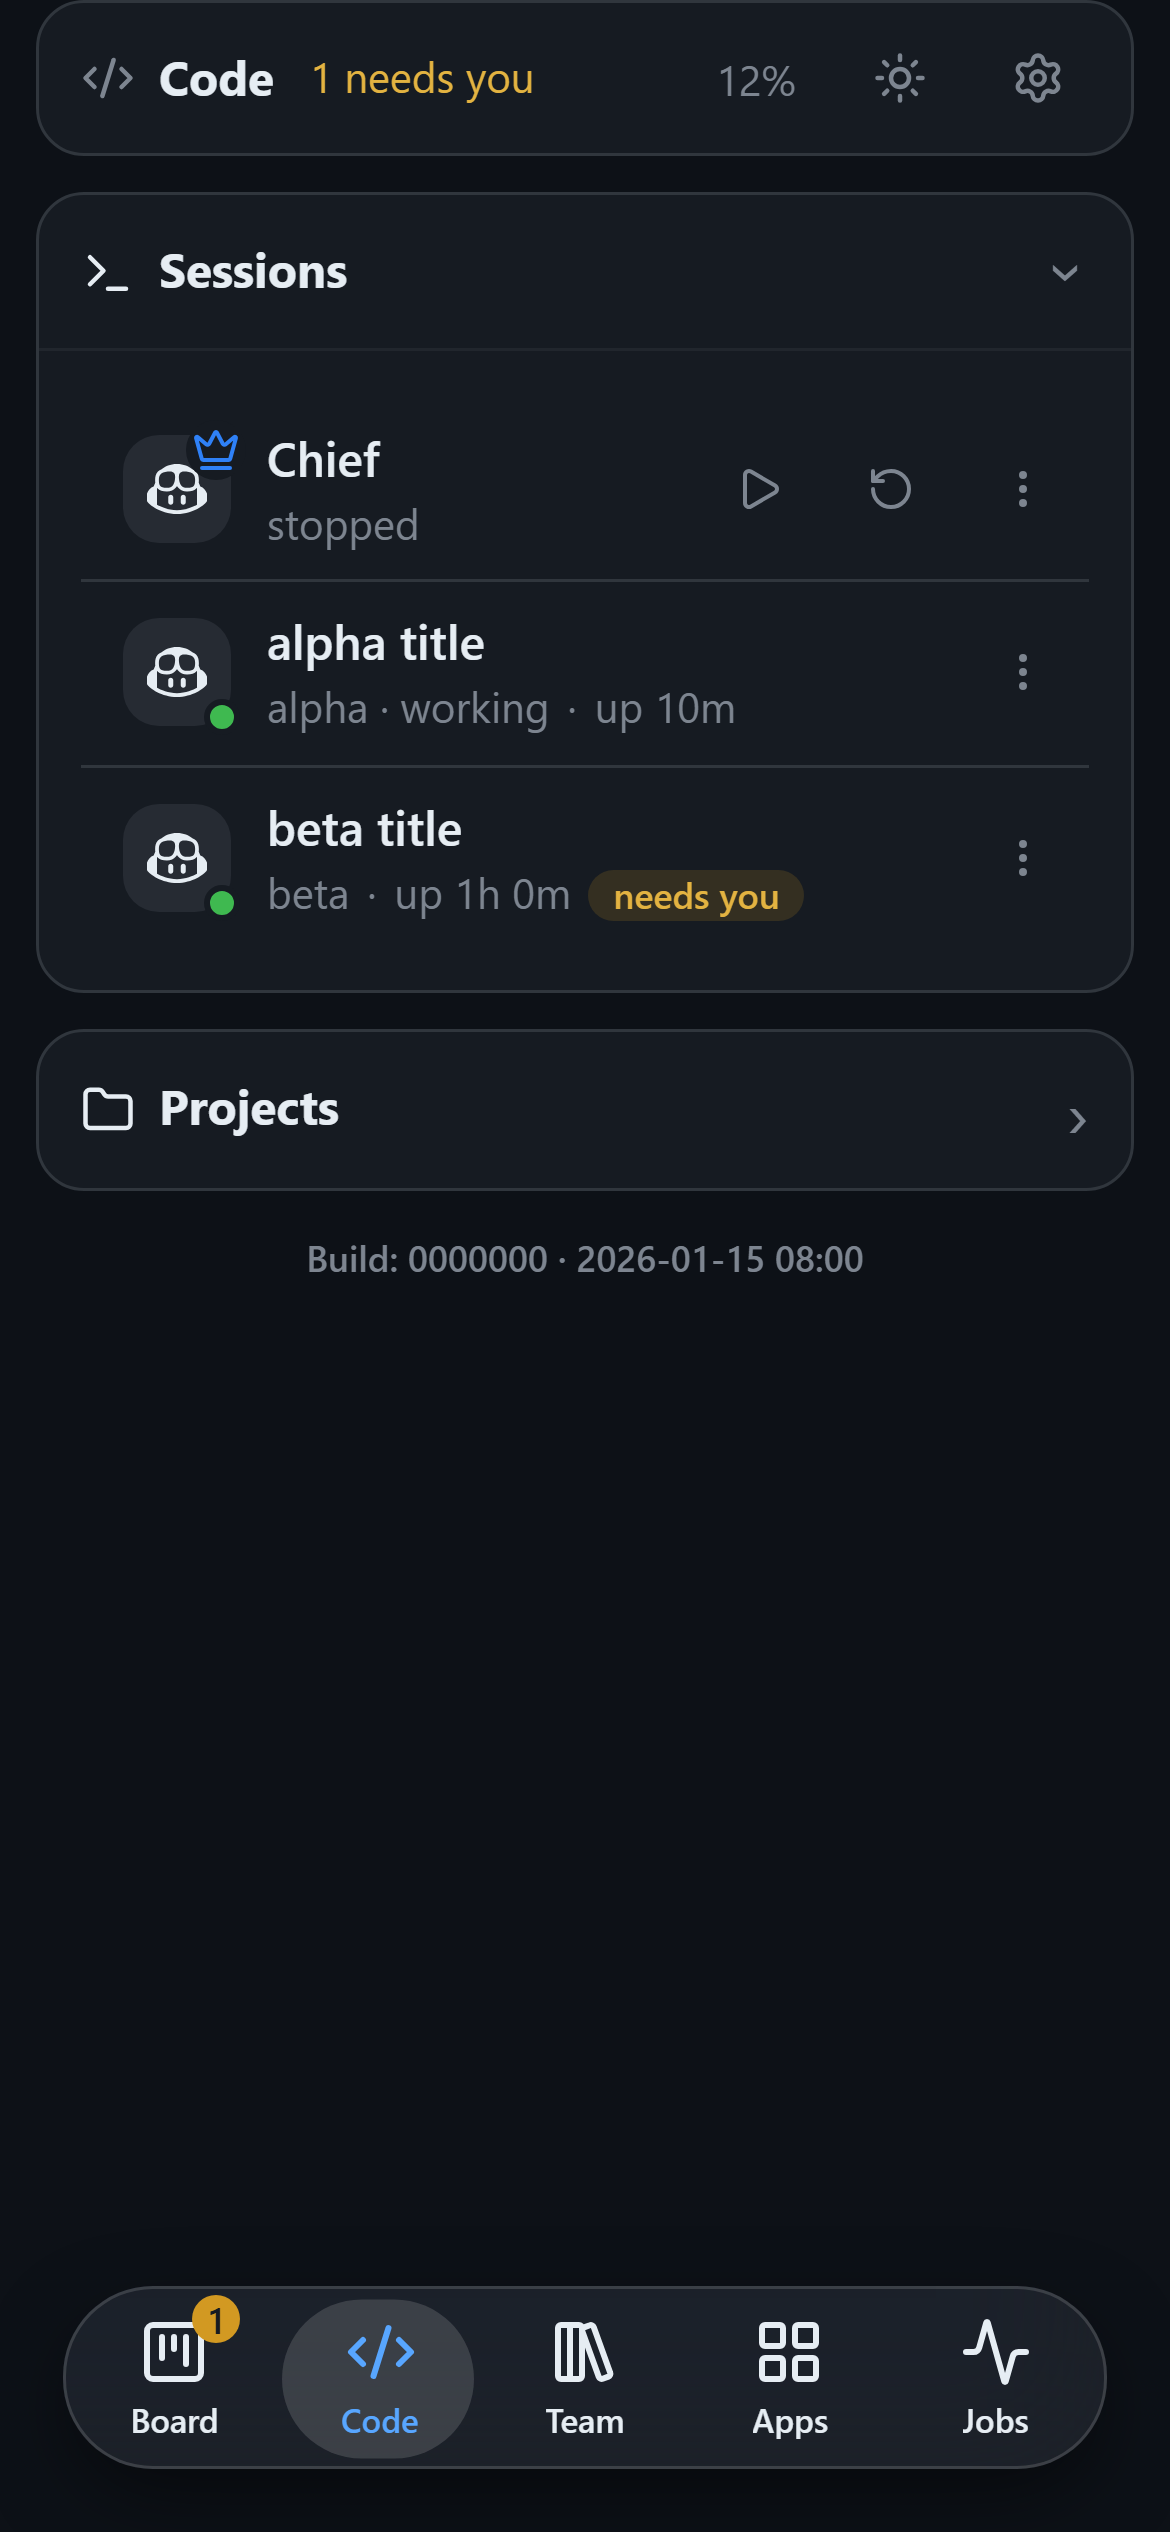 Code 1 needs you 12%
Sessions
Chief
stopped
alpha title
alpha · working · up 10m
beta title
beta · up 1h 0m needs you
Projects
Build: 0000000 · 2026-01-15 08:00
1
Board Code Team Apps Jobs